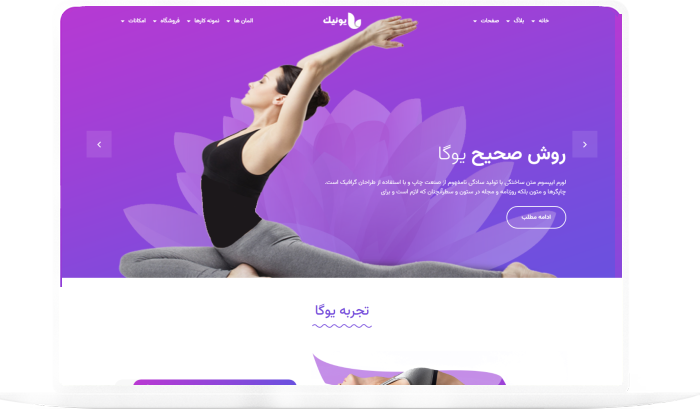 خانه بلاگ صفحات یونیک المان ها نمونه کارها فروشگاه امکانات
روش صحیح یوگا
لورم ایپسوم متن ساختگی با تولید سادگی نامفهوم از صنعت چاپ و با استفاده از طراحان گرافیک است.
چاپگرها و متون بلکه روزنامه و مجله در ستون و سطرآنچنان که لازم است و برای
ادامه مطلب
تجربه یوگا